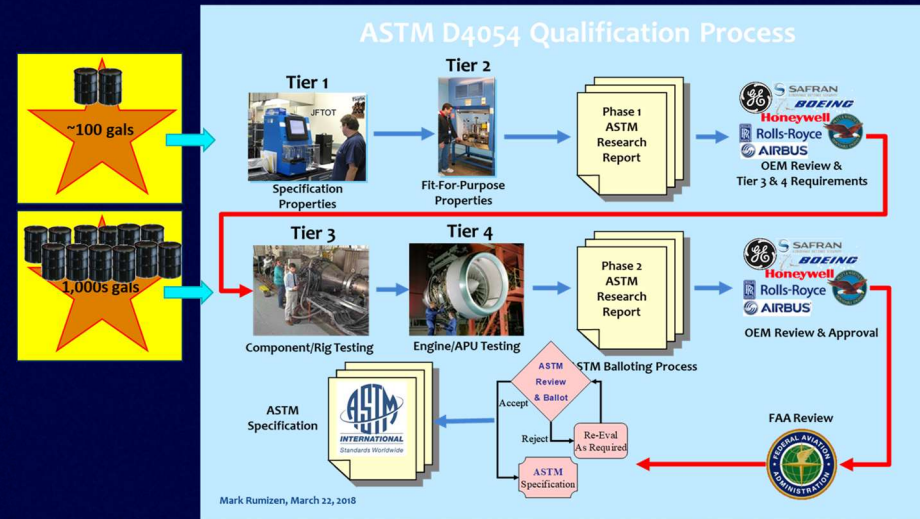 ASTM D4054 Qualification Process
~100 gals
Tier 1
JFTOT
Specification
Properties
Tier 2
Fit-For-Purpose
Properties
Phase 1
ASTM
Research
Report
GE
SAFRAN
BOEING
Honeywell
Rolls-Royce
AIRBUS
OEM Review &
Tier 3 & 4 Requirements
1,000s gals
Tier 3
Component/Rig Testing
Tier 4
Engine/APU Testing
Phase 2
ASTM
Research
Report
GE
SAFRAN
BOEING
Honeywell
Rolls-Royce
AIRBUS
OEM Review & Approval
STM Balloting Process
ASTM
Review
& Ballot
Accept
Reject
Re-Eval
As Required
ASTM
Specification
ASTM
Specification
ASTM
INTERNATIONAL
Standards Worldwide
FAA Review
FEDERAL AVIATION
ADMINISTRATION
Mark Rumizen, March 22, 2018